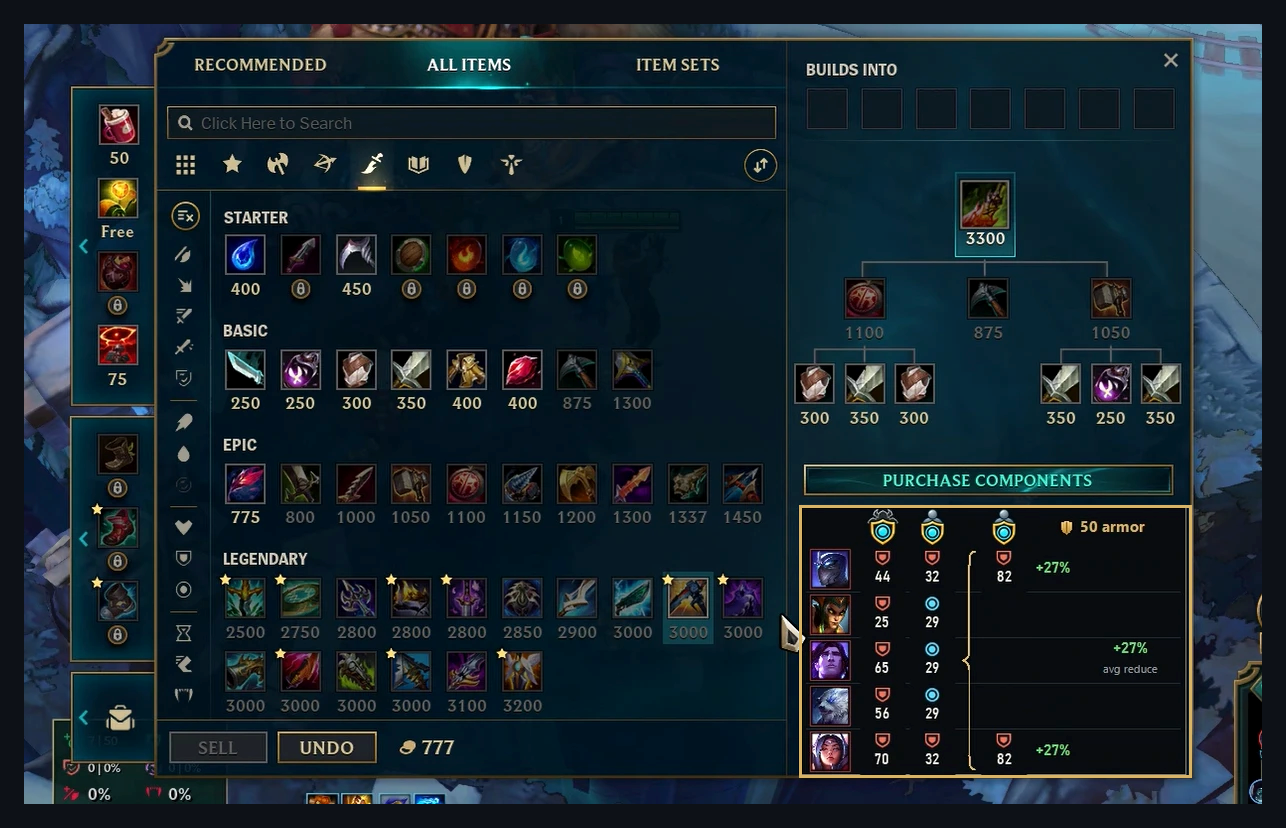 RECOMMENDED
ALL ITEMS
ITEM SETS
Click Here to Search
50
Free
75
STARTER
400
450
BASIC
250 250 300 350 400 400 875 1300
EPIC
775 800 1000 1050 1100 1150 1200 1300 1337 1450
LEGENDARY
2500 2750 2800 2800 2800 2850 2900 3000 3000 3000
3000 3000 3000 3000 3100 3200
SELL
UNDO
777
0|0%
0|0%
0%
0%
BUILDS INTO
3300
1100 875 1050
300 350 300 350 250 350
PURCHASE COMPONENTS
50 armor
44 32 82 +27%
25 29
65 29 +27%
avg reduce
56 29
70 32 82 +27%